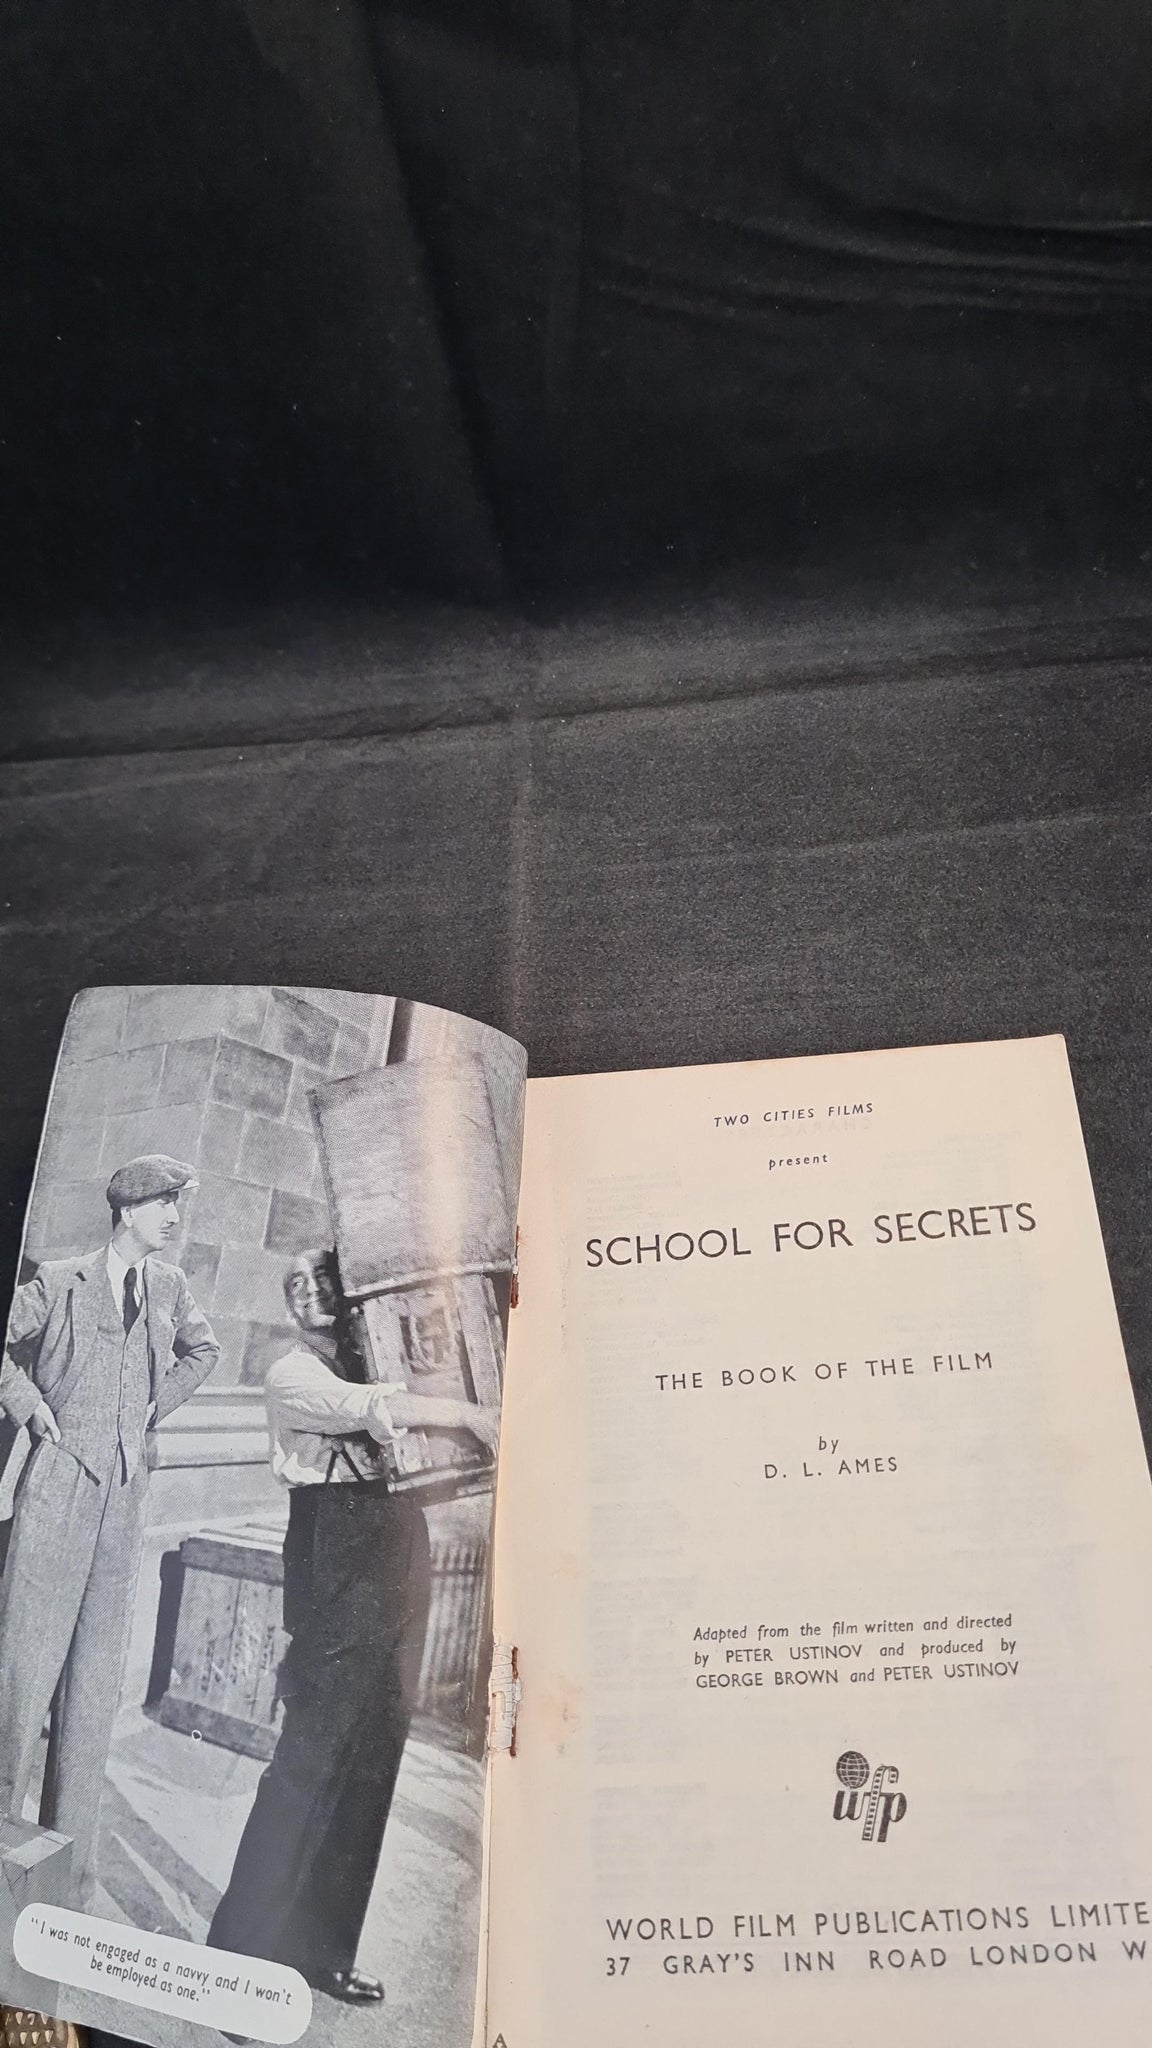 "I was not engaged as a navvy and I won't
be employed as one."
TWO CITIES FILMS
present
SCHOOL FOR SECRETS
THE BOOK OF THE FILM
by
D. L. AMES
Adapted from the film written and directed
by PETER USTINOV and produced by
GEORGE BROWN and PETER USTINOV
wfp
WORLD FILM PUBLICATIONS LIMITE
37 GRAY'S INN ROAD LONDON W
A